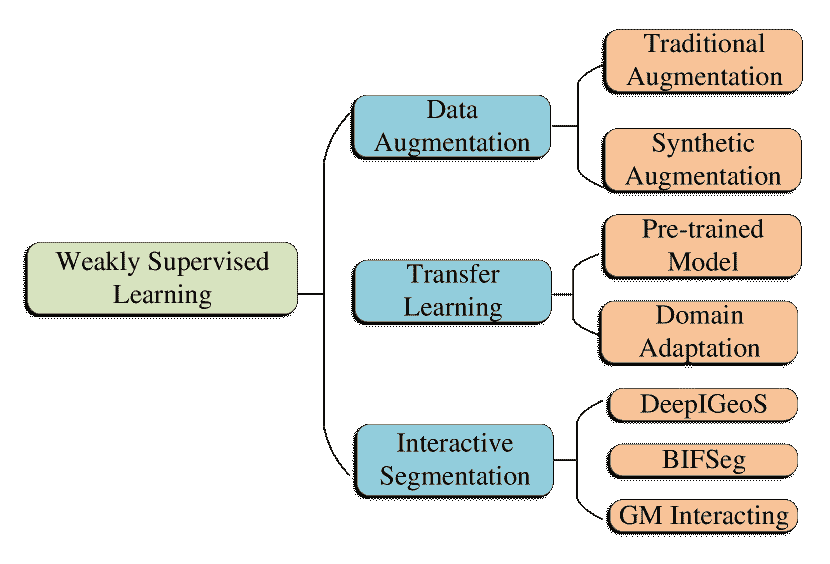 Weakly Supervised
Learning
Data
Augmentation
Traditional
Augmentation
Synthetic
Augmentation
Transfer
Learning
Pre-trained
Model
Domain
Adaptation
Interactive
Segmentation
DeepIGeoS
BIFSeg
GM Interacting